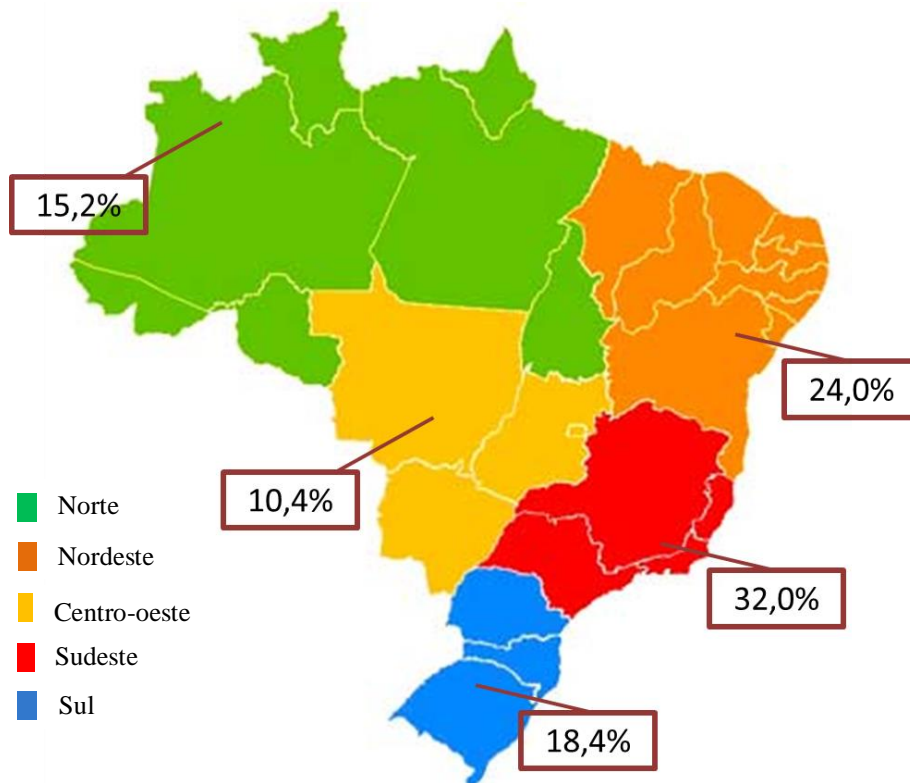 15,2%
24,0%
10,4%
32,0%
18,4%
Norte
Nordeste
Centro-oeste
Sudeste
Sul